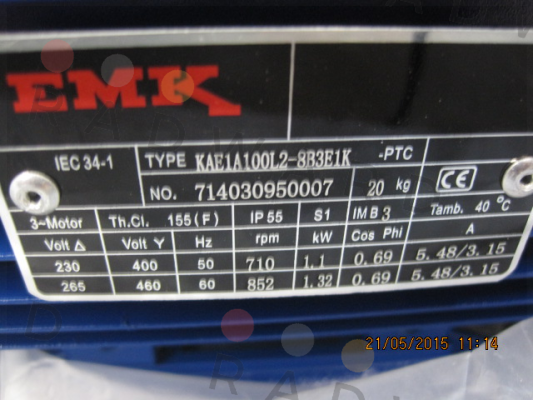 EMK
IEC 34-1 TYPE KAE1A100L2-8B3E1K -PTC
NO. 714030950007 20 kg CE
3-Motor Th.Cl. 155(F) IP 55 S1 IM B3 Tamb. 40 °C
Volt Δ Volt Y Hz rpm kW Cos Phi A
230 400 50 710 1.1 0.69 5.48/3.15
265 460 60 852 1.32 0.69 5.48/3.15
21/05/2015 11:14